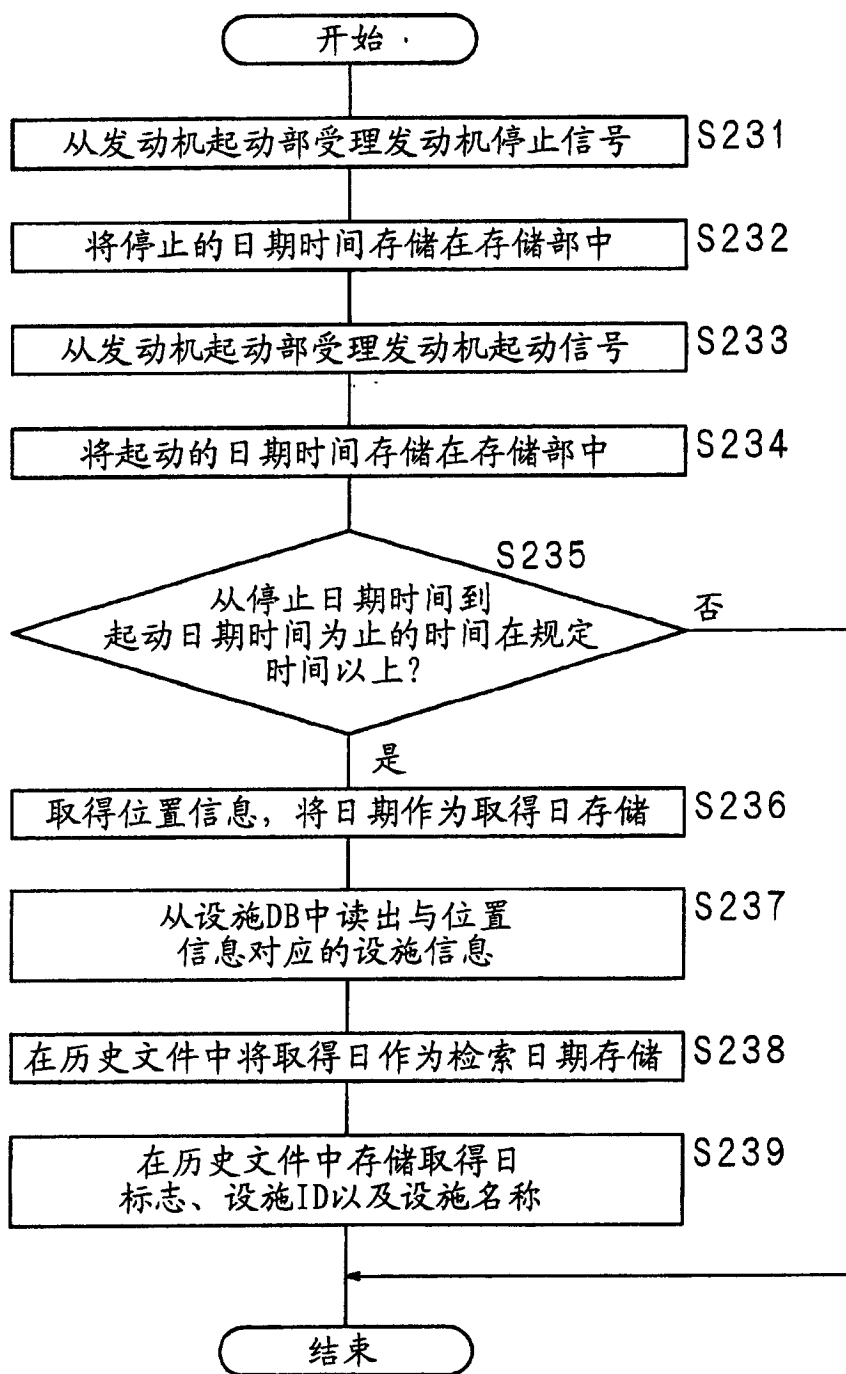 开始
从发动机起动部受理发动机停止信号 S231
将停止的日期时间存储在存储部中 S232
从发动机起动部受理发动机起动信号 S233
将起动的日期时间存储在存储部中 S234
S235
从停止日期时间到
起动日期时间为止的时间在规定
时间以上?
否
是
取得位置信息,将日期作为取得日存储 S236
从设施DB中读出与位置
信息对应的设施信息
S237
在历史文件中将取得日作为检索日期存储 S238
在历史文件中存储取得日
标志、设施ID以及设施名称
S239
结束